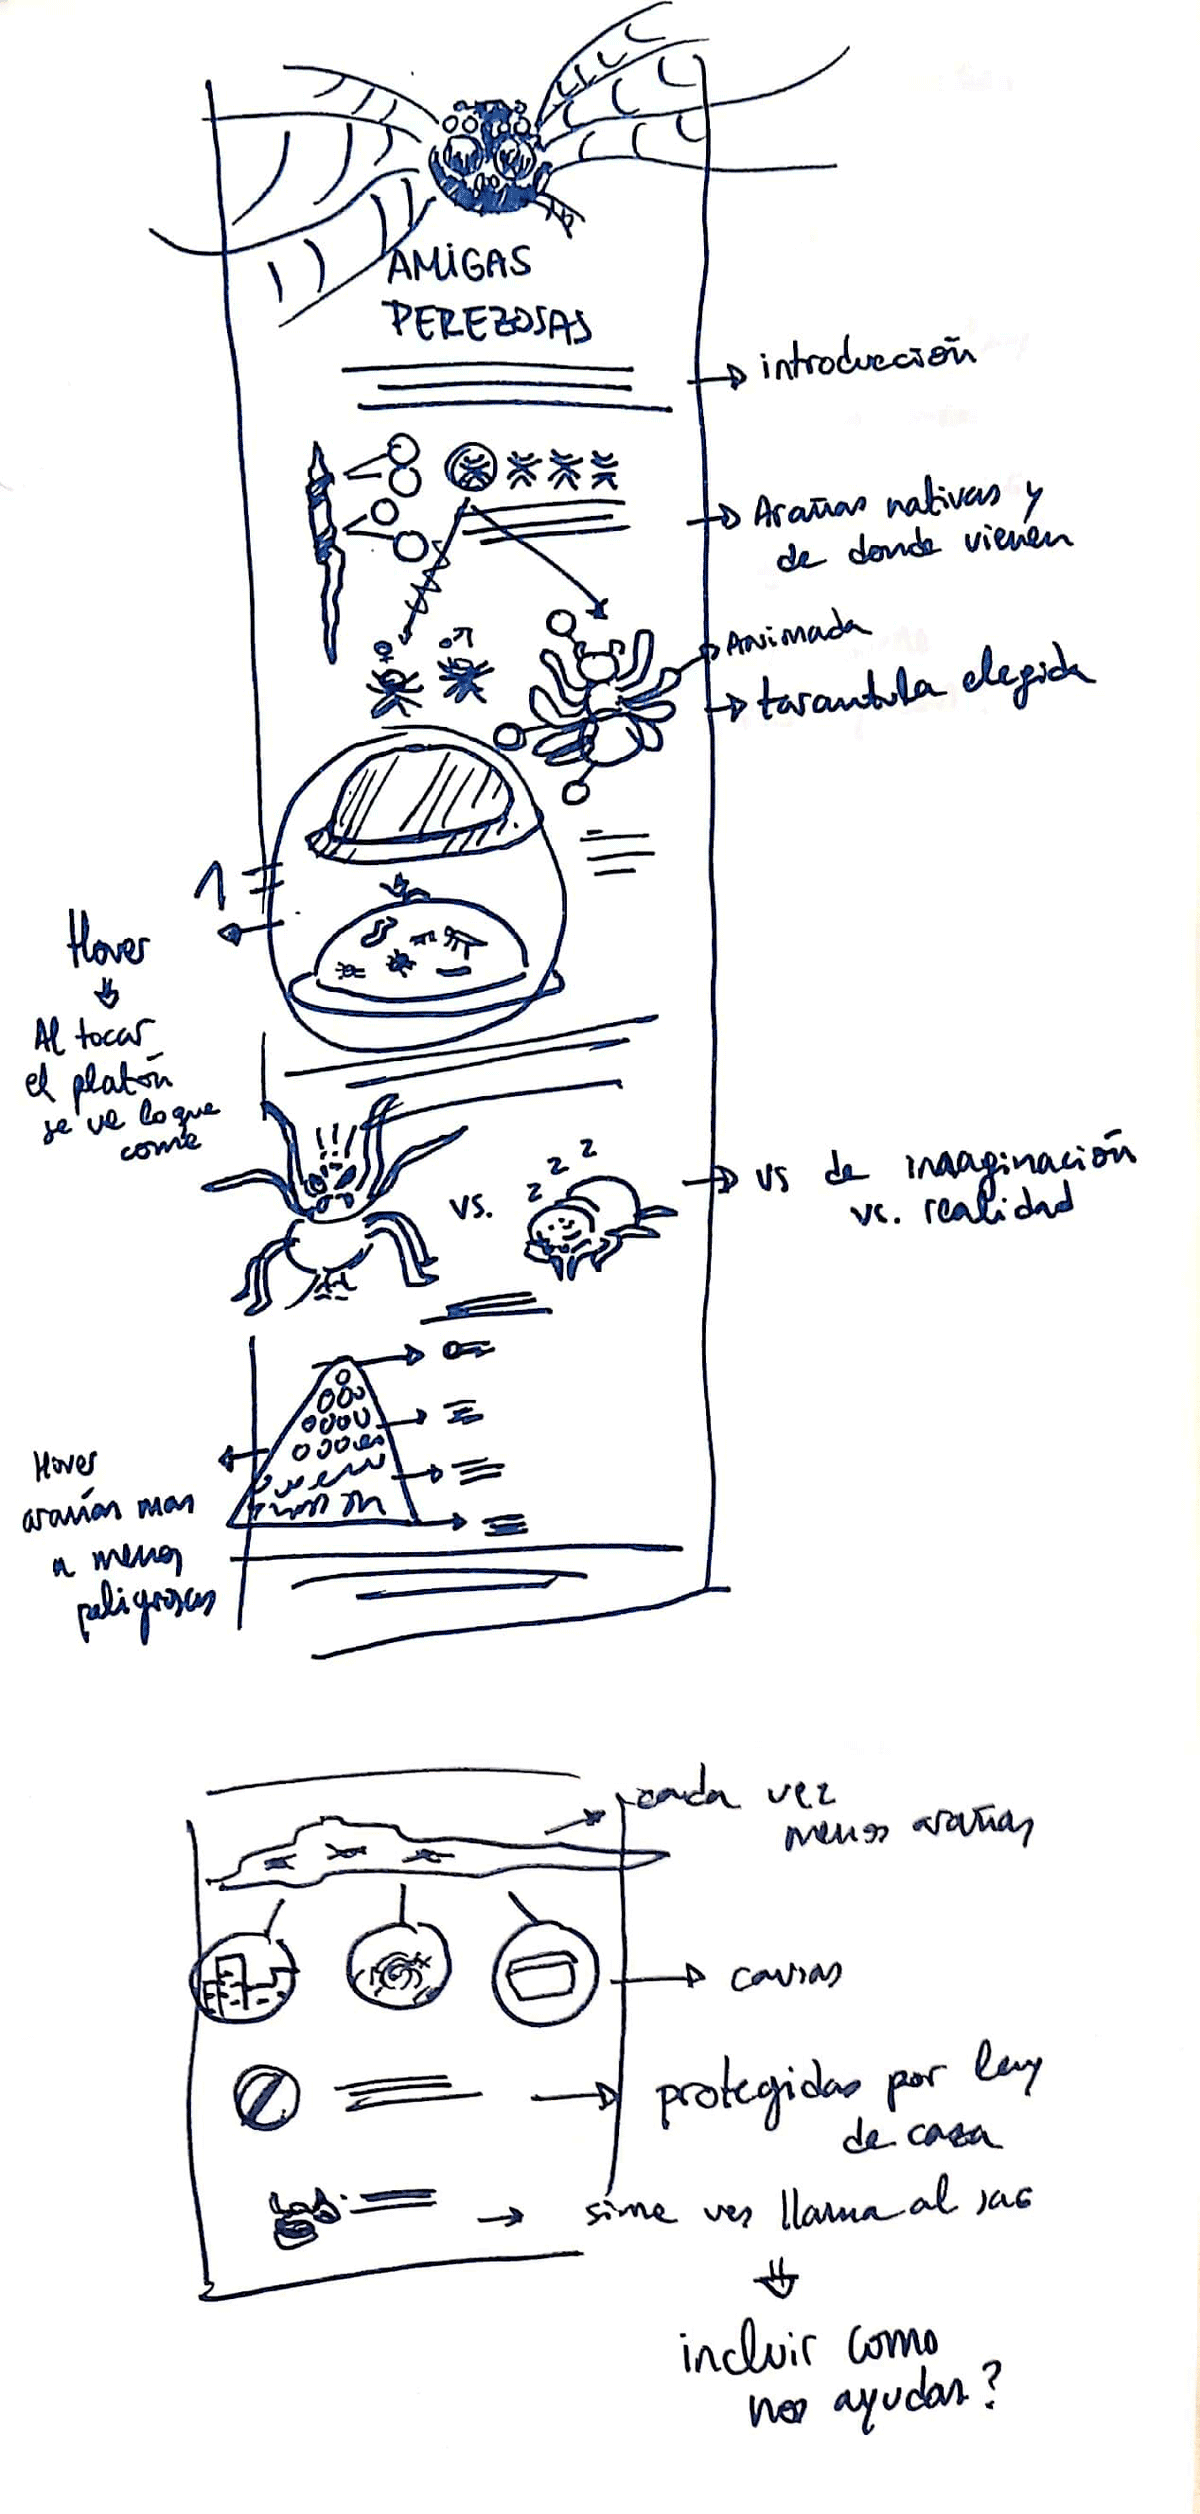 AMIGAS
PEREZOSAS
introducción
Arañas nativas y
de donde vienen
Animada
tarantula elegida
1
Hover
Al tocar
el platón
se ve lo que
come
!!!
vs.
z z z
vs de imaginación
vs. realidad
Hover
arañas mas
a menos
peligrosas
cada vez
menos arañas
causas
protegidas por ley
de caza
si me ves llama al SAG
incluir como
nos ayudan?